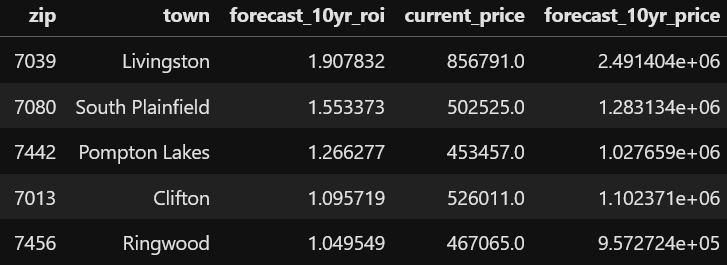 zip town forecast_10yr_roi current_price forecast_10yr_price
7039 Livingston 1.907832 856791.0 2.491404e+06
7080 South Plainfield 1.553373 502525.0 1.283134e+06
7442 Pompton Lakes 1.266277 453457.0 1.027659e+06
7013 Clifton 1.095719 526011.0 1.102371e+06
7456 Ringwood 1.049549 467065.0 9.572724e+05